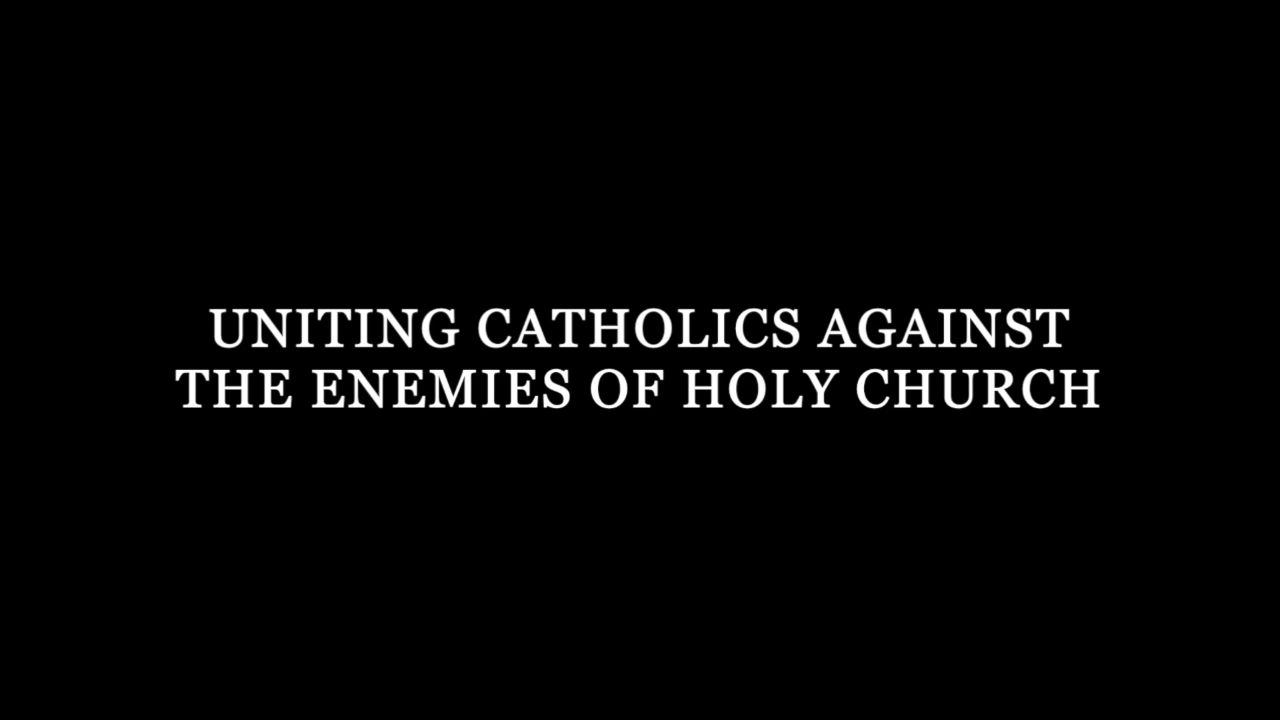 UNITING CATHOLICS AGAINST
THE ENEMIES OF HOLY CHURCH